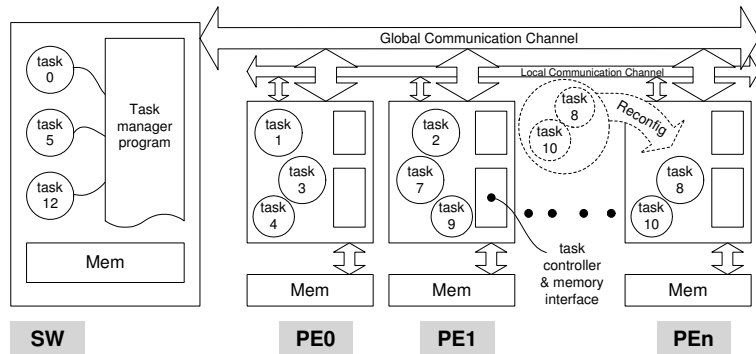 Global Communication Channel
Local Communication Channel
task
0
task
5
task
12
Task
manager
program
Mem
task
1
task
3
task
4
task
2
task
7
task
9
task
8
task
10
Reconfig
task
8
task
10
task
controller
& memory
interface
Mem
Mem
Mem
SW
PE0
PE1
PEn